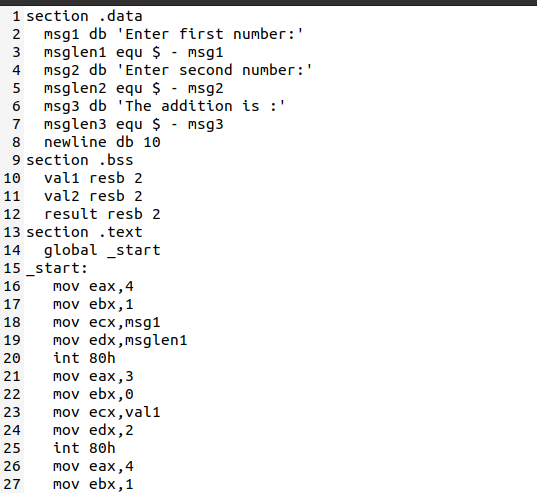 1 section .data
2 msg1 db 'Enter first number:'
3 msglen1 equ $ - msg1
4 msg2 db 'Enter second number:'
5 msglen2 equ $ - msg2
6 msg3 db 'The addition is :'
7 msglen3 equ $ - msg3
8 newline db 10
9 section .bss
10 val1 resb 2
11 val2 resb 2
12 result resb 2
13 section .text
14 global _start
15 _start:
16 mov eax,4
17 mov ebx,1
18 mov ecx,msg1
19 mov edx,msglen1
20 int 80h
21 mov eax,3
22 mov ebx,0
23 mov ecx,val1
24 mov edx,2
25 int 80h
26 mov eax,4
27 mov ebx,1